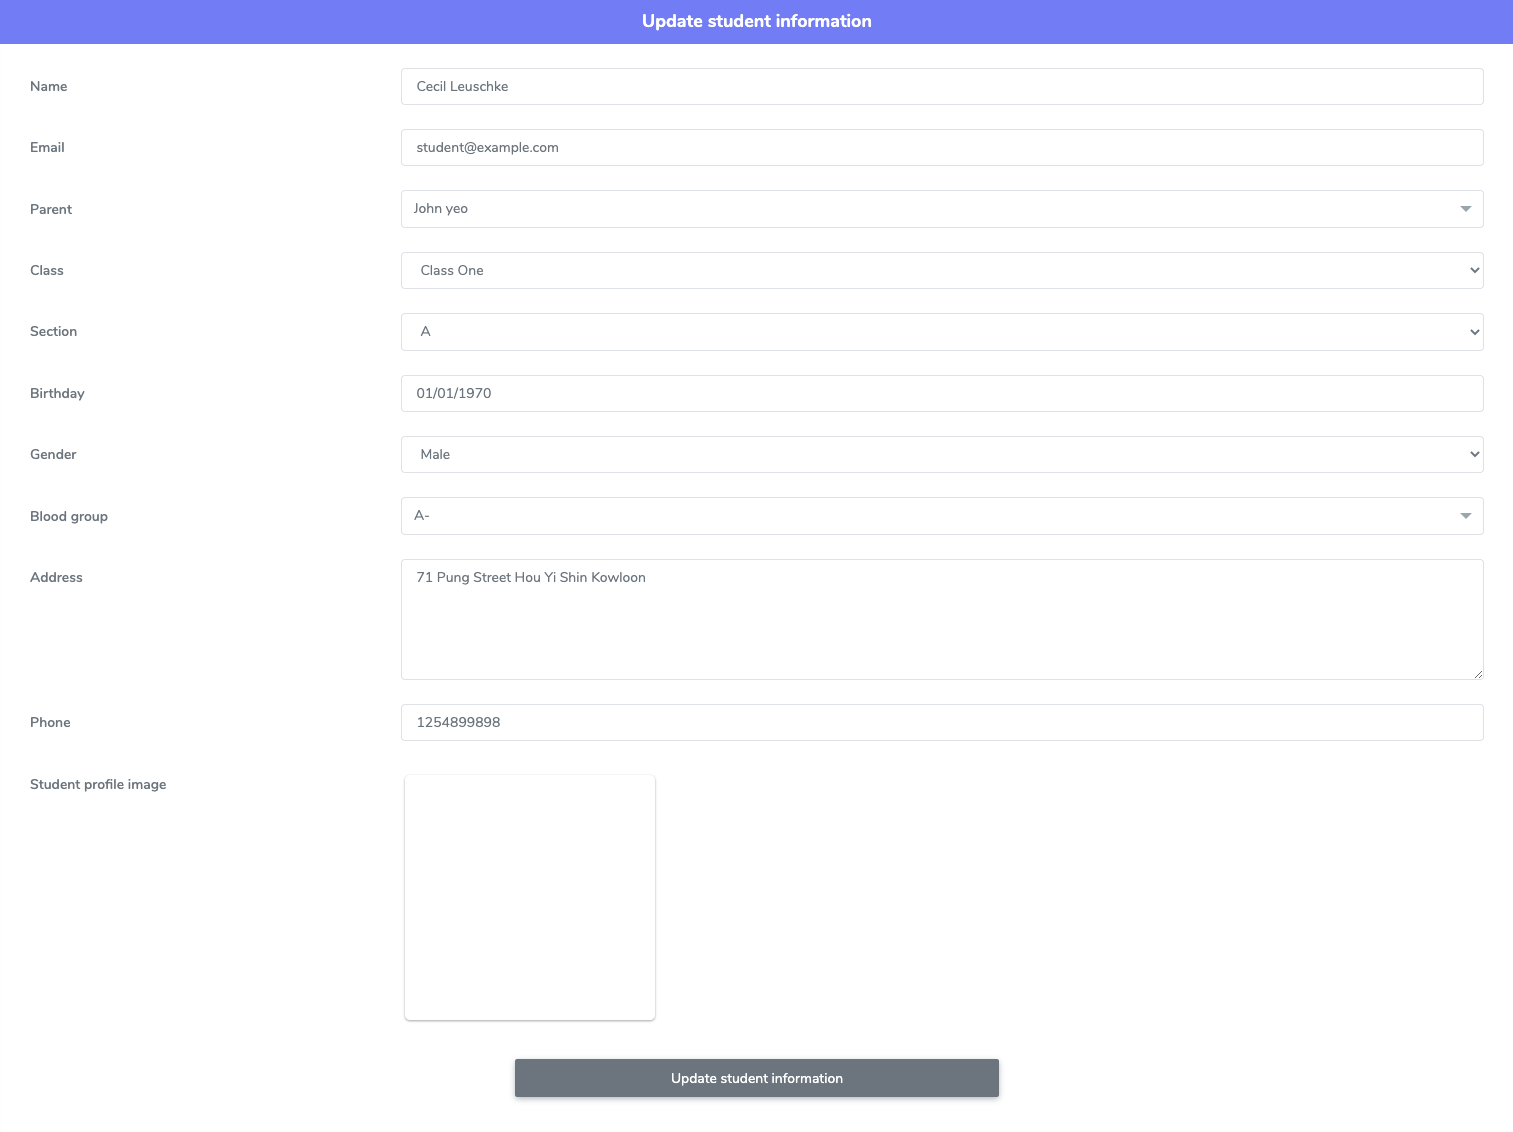 Update student information
Name
Cecil Leuschke
Email
student@example.com
Parent
John yeo
Class
Class One
Section
A
Birthday
01/01/1970
Gender
Male
Blood group
A-
Address
71 Pung Street Hou Yi Shin Kowloon
Phone
1254899898
Student profile image
Update student information